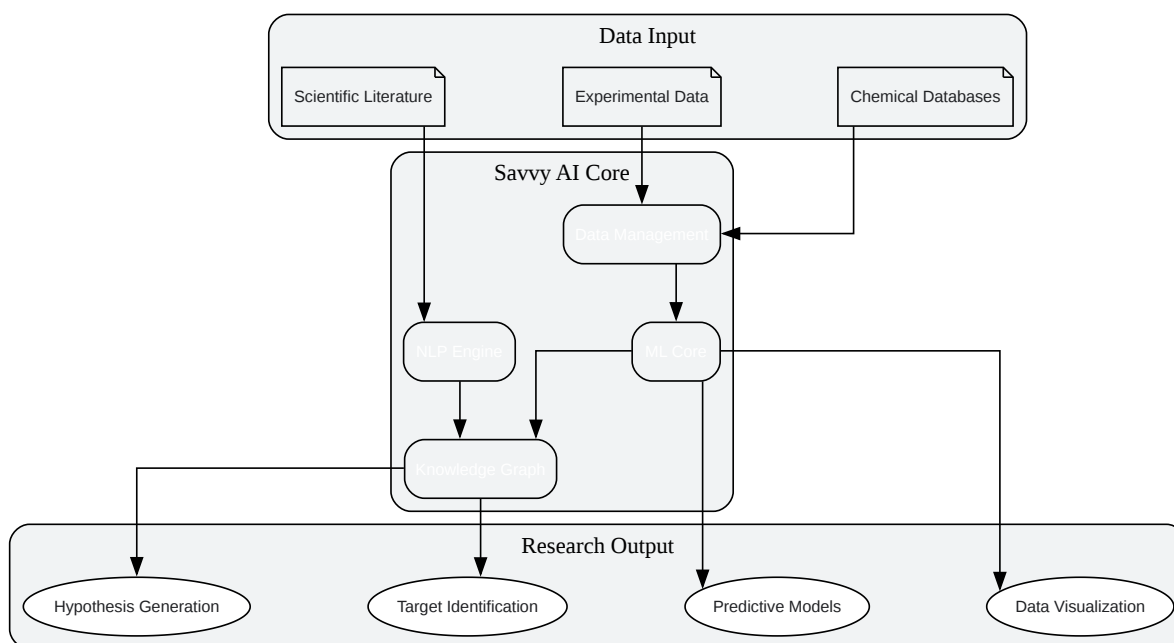 Data Input
Scientific Literature
Experimental Data
Chemical Databases
Savvy AI Core
Data Management
NLP Engine
ML Core
Knowledge Graph
Research Output
Hypothesis Generation
Target Identification
Predictive Models
Data Visualization